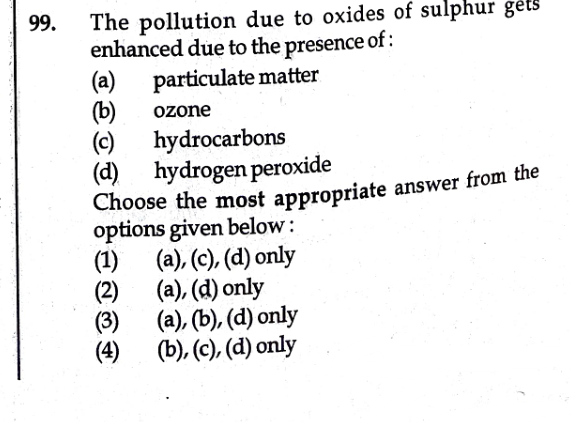 99. The pollution due to oxides of sulphur gets
enhanced due to the presence of :
(a) particulate matter
(b) ozone
(c) hydrocarbons
(d) hydrogen peroxide
Choose the most appropriate answer from the
options given below :
(1) (a), (c), (d) only
(2) (a), (d) only
(3) (a), (b), (d) only
(4) (b), (c), (d) only